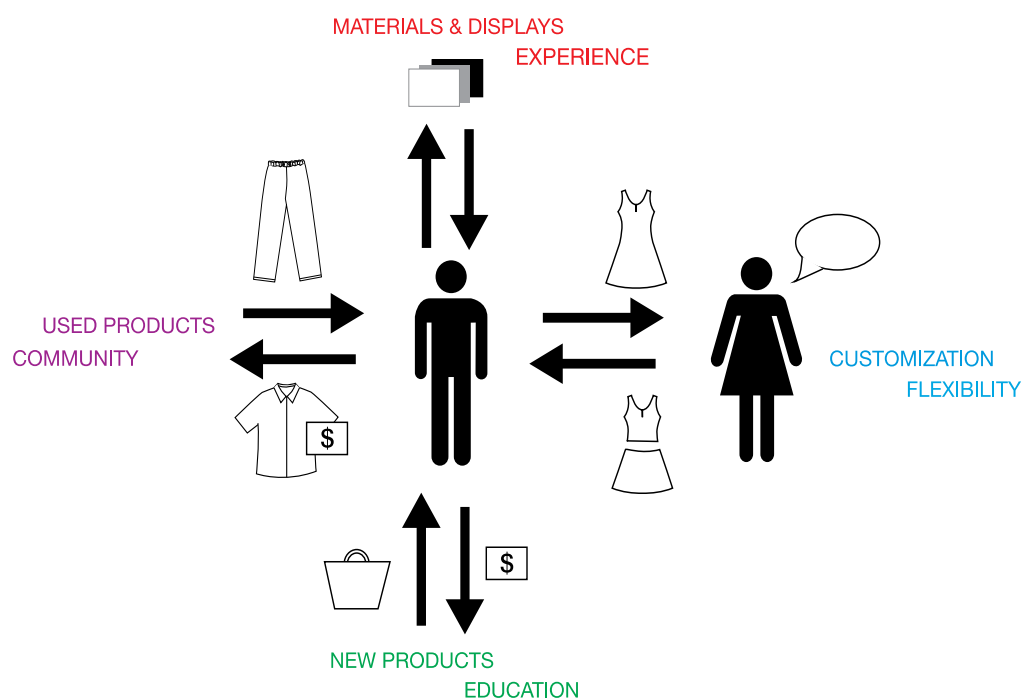 MATERIALS & DISPLAYS
EXPERIENCE
USED PRODUCTS
COMMUNITY
CUSTOMIZATION
FLEXIBILITY
$
$
NEW PRODUCTS
EDUCATION